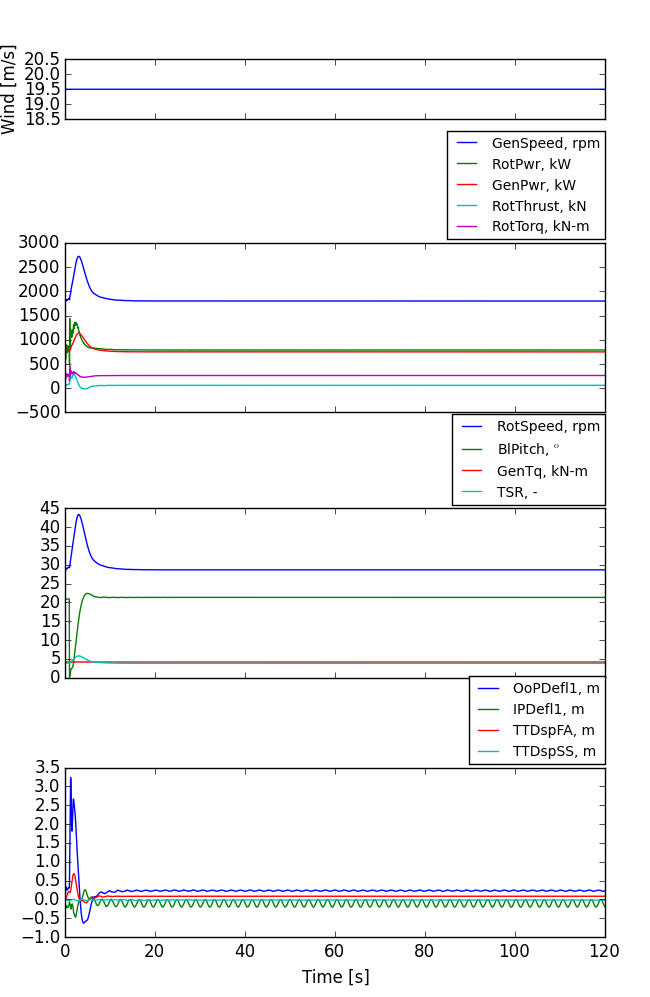 Wind [m/s]
20.5
20.0
19.5
19.0
18.5
GenSpeed, rpm
RotPwr, kW
GenPwr, kW
RotThrust, kN
RotTorq, kN-m
3000
2500
2000
1500
1000
500
0
−500
RotSpeed, rpm
BlPitch, °
GenTq, kN-m
TSR, -
45
40
35
30
25
20
15
10
5
0
OoPDefl1, m
IPDefl1, m
TTDspFA, m
TTDspSS, m
3.5
3.0
2.5
2.0
1.5
1.0
0.5
0.0
−0.5
−1.0
0 20 40 60 80 100 120
Time [s]